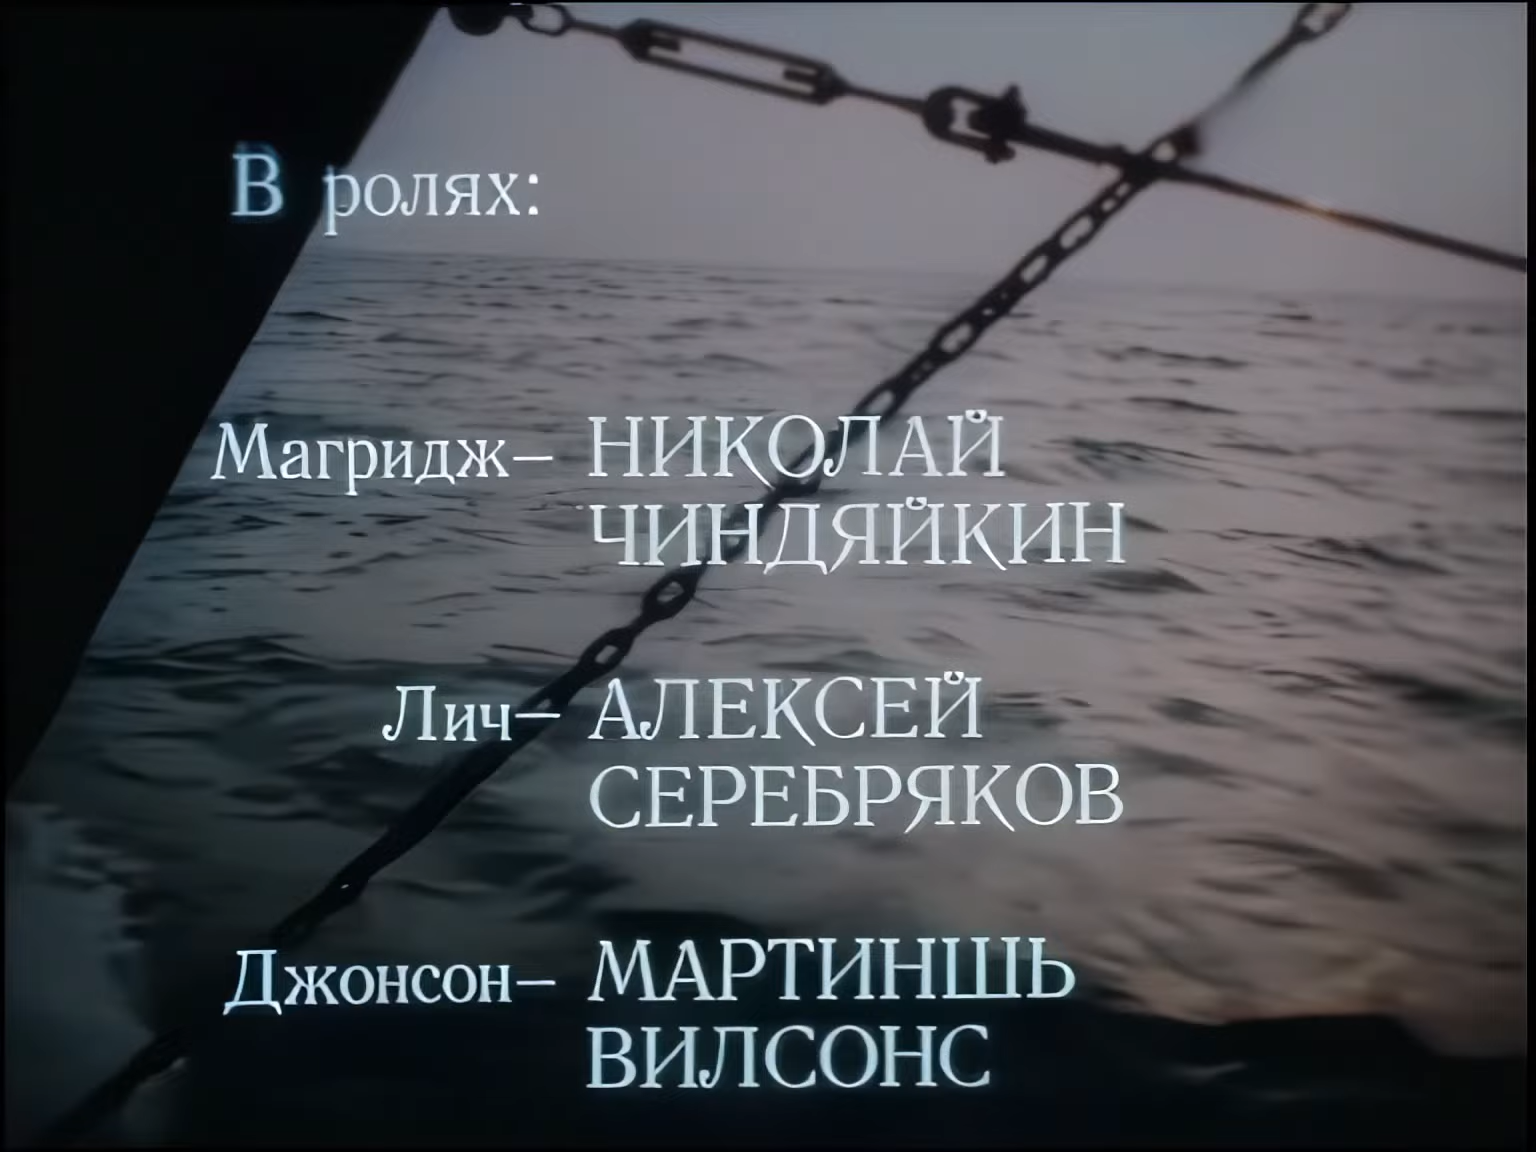 В ролях:
Магридж– НИКОЛАЙ
ЧИНДЯЙКИН
Лич– АЛЕКСЕЙ
СЕРЕБРЯКОВ
Джонсон– МАРТИНШЬ
ВИЛСОНС